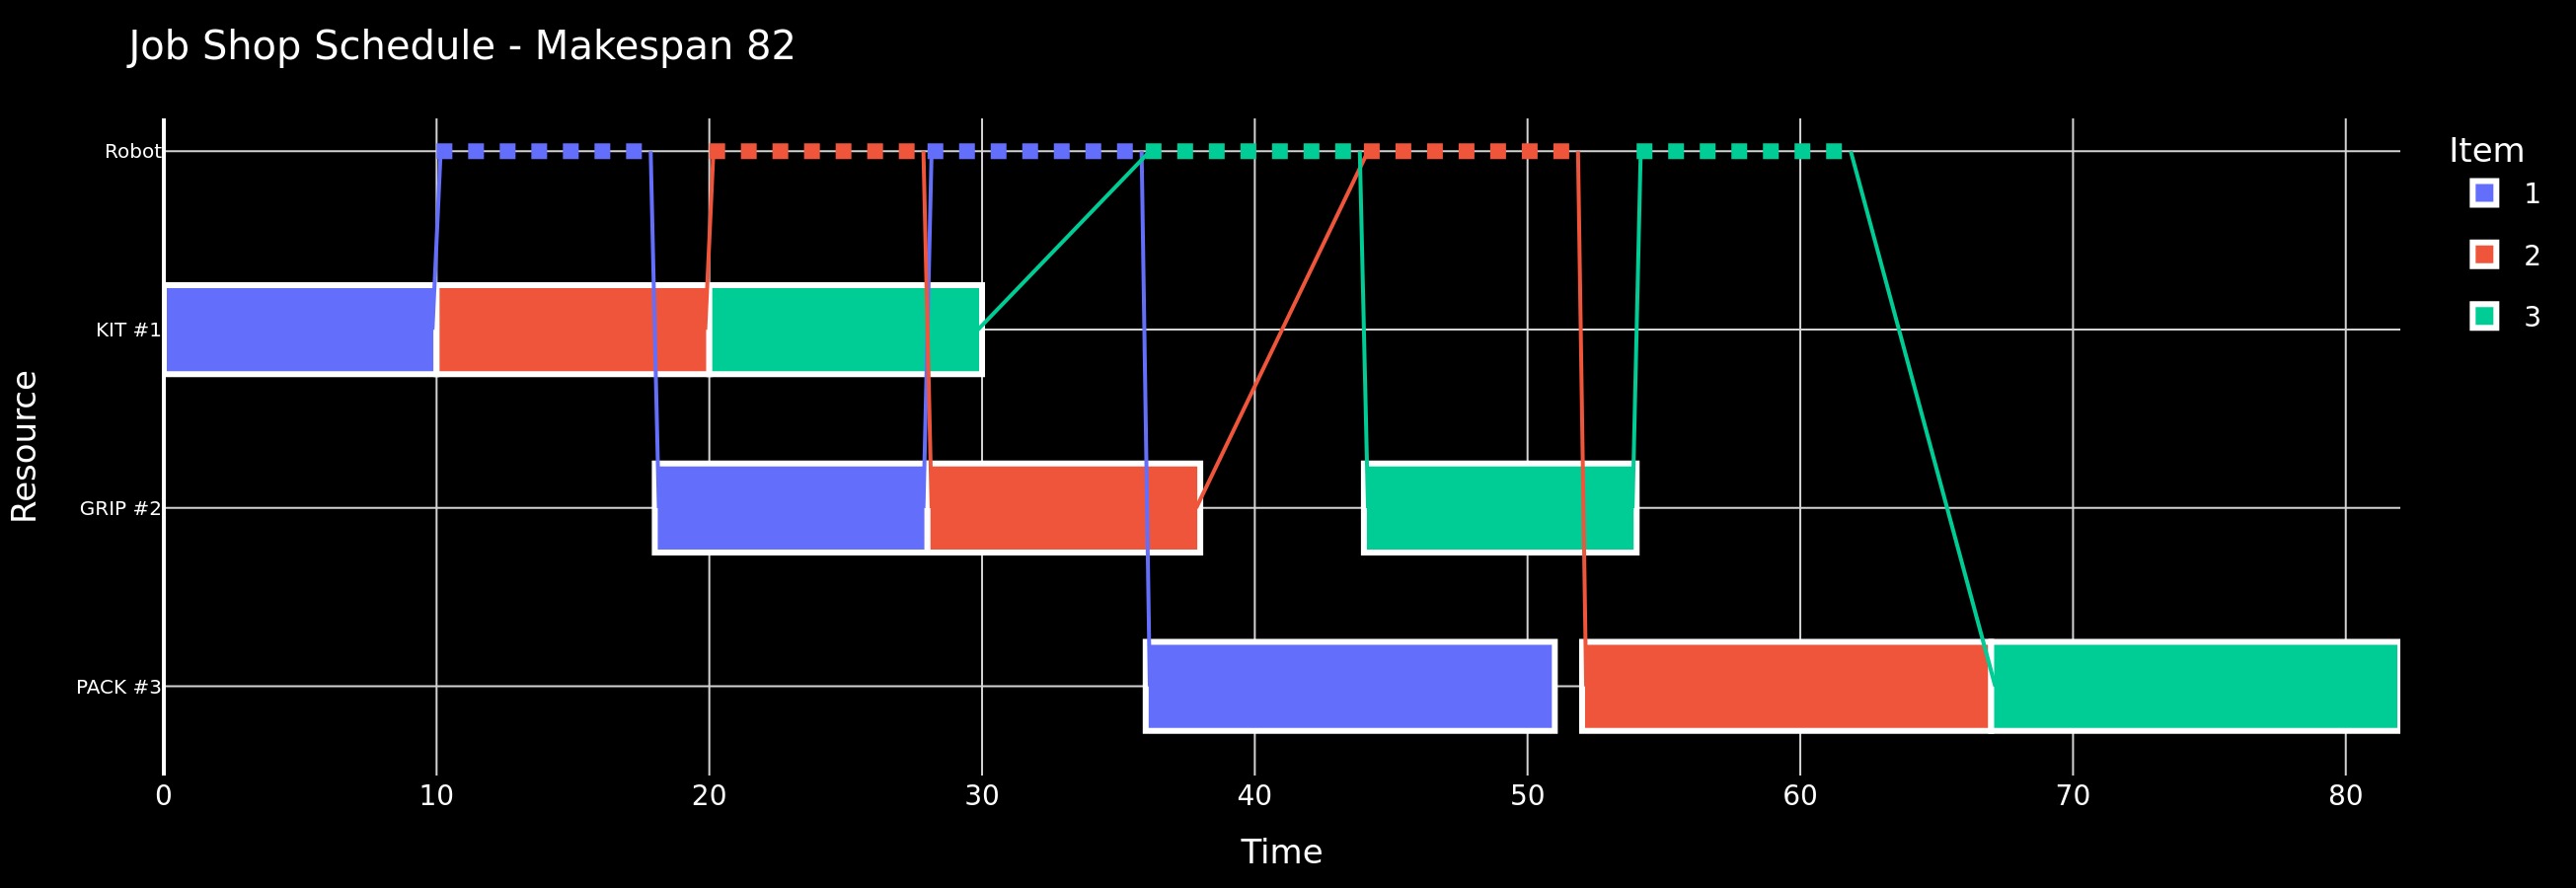 Job Shop Schedule - Makespan 82
Robot
KIT #1
GRIP #2
PACK #3
Resource
0 10 20 30 40 50 60 70 80
Time
Item
1
2
3